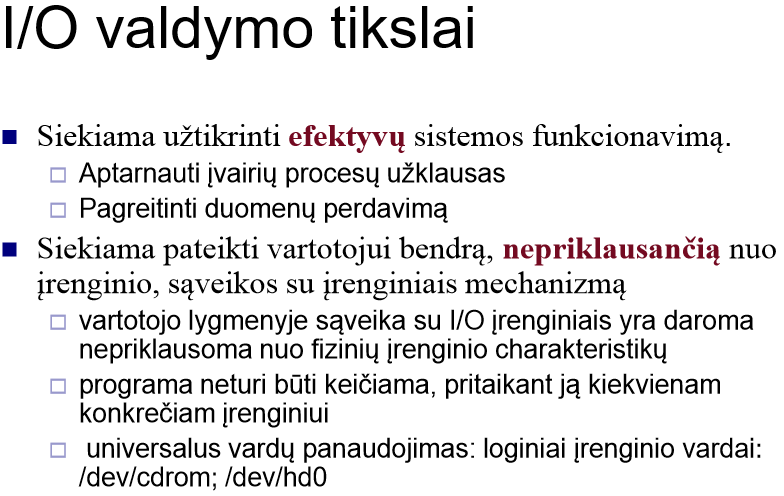 I/O valdymo tikslai
Siekiama užtikrinti efektyvų sistemos funkcionavimą.
Aptarnauti įvairių procesų užklausas
Pagreitinti duomenų perdavimą
Siekiama pateikti vartotojui bendrą, nepriklausančią nuo
įrenginio, sąveikos su įrenginiais mechanizmą
vartotojo lygmenyje sąveika su I/O įrenginiais yra daroma
nepriklausoma nuo fizinių įrenginio charakteristikų
programa neturi būti keičiama, pritaikant ją kiekvienam
konkrečiam įrenginiui
universalus vardų panaudojimas: loginiai įrenginio vardai:
/dev/cdrom; /dev/hd0